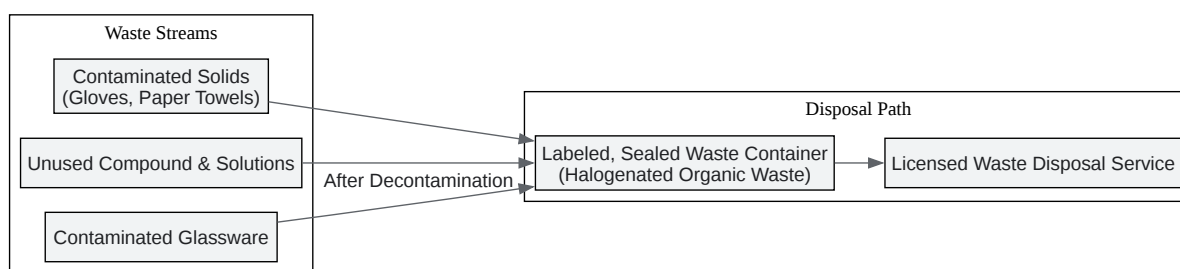 Waste Streams
Contaminated Solids
(Gloves, Paper Towels)
Unused Compound & Solutions
Contaminated Glassware
After Decontamination
Disposal Path
Labeled, Sealed Waste Container
(Halogenated Organic Waste)
Licensed Waste Disposal Service